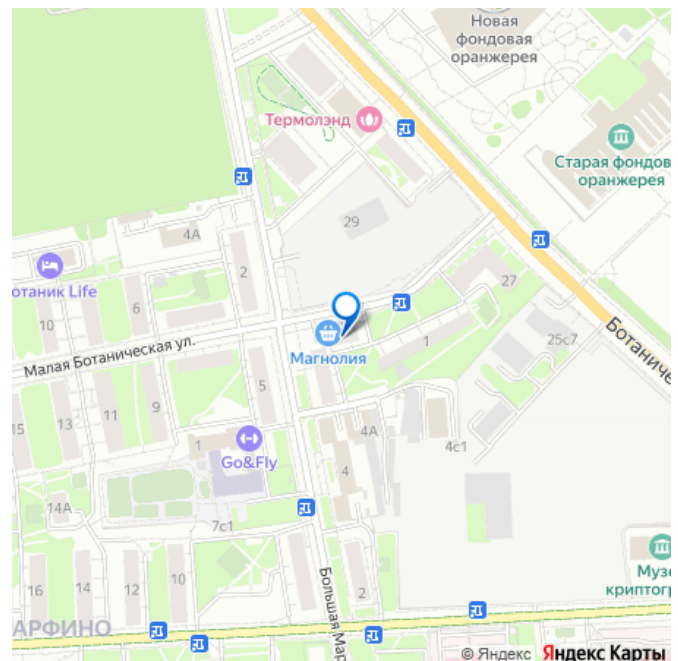 Новая
фондовая
оранжерея
Термолэнд
Старая фондов
оранжерея
29
4А
2
отаник Life
27
10
6
Магнолия
1
25с7
Ботаниче
Малая Ботаническая ул.
5
9
11
13
15
4А
4с1
1
Go&Fly
4
14А
7с1
Музе
криптогр
Большая Мар
16
14
12
10
2
АРФИНО
© Яндекс Яндекс Карты